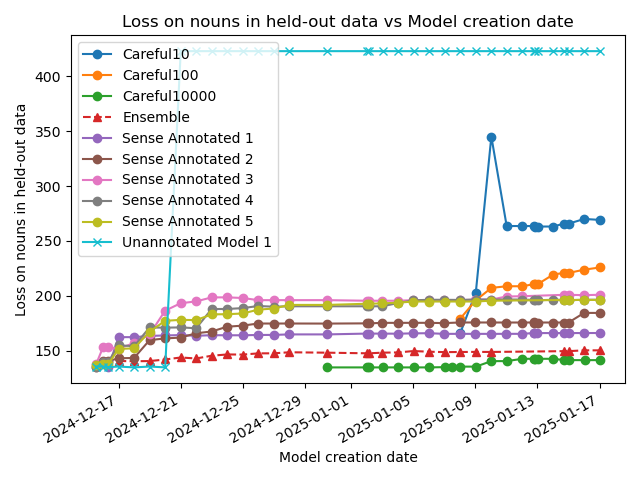 Loss on nouns in held-out data vs Model creation date
Loss on nouns in held-out data
400
350
300
250
200
150
Careful10
Careful100
Careful10000
Ensemble
Sense Annotated 1
Sense Annotated 2
Sense Annotated 3
Sense Annotated 4
Sense Annotated 5
Unannotated Model 1
2024-12-17
2024-12-21
2024-12-25
2024-12-29
2025-01-01
2025-01-05
2025-01-09
2025-01-13
2025-01-17
Model creation date